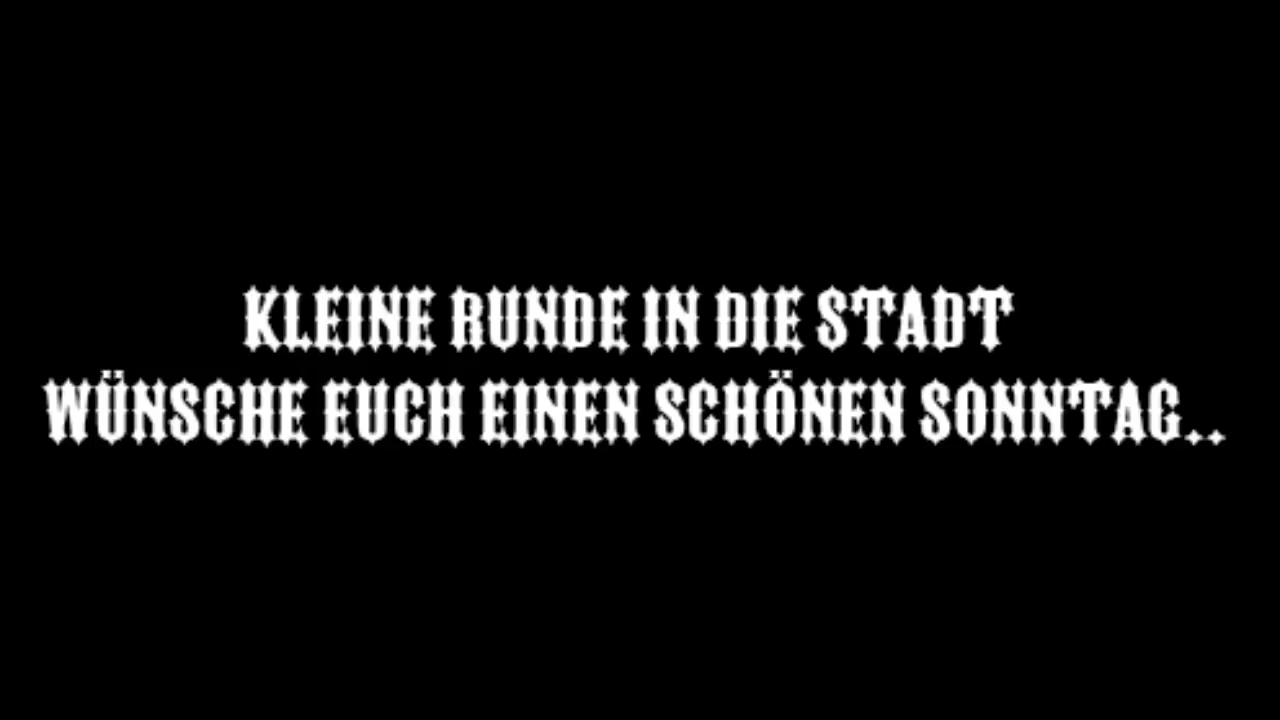 KLEINE RUNDE IN DIE STADT
WÜNSCHE EUCH EINEN SCHÖNEN SONNTAG..